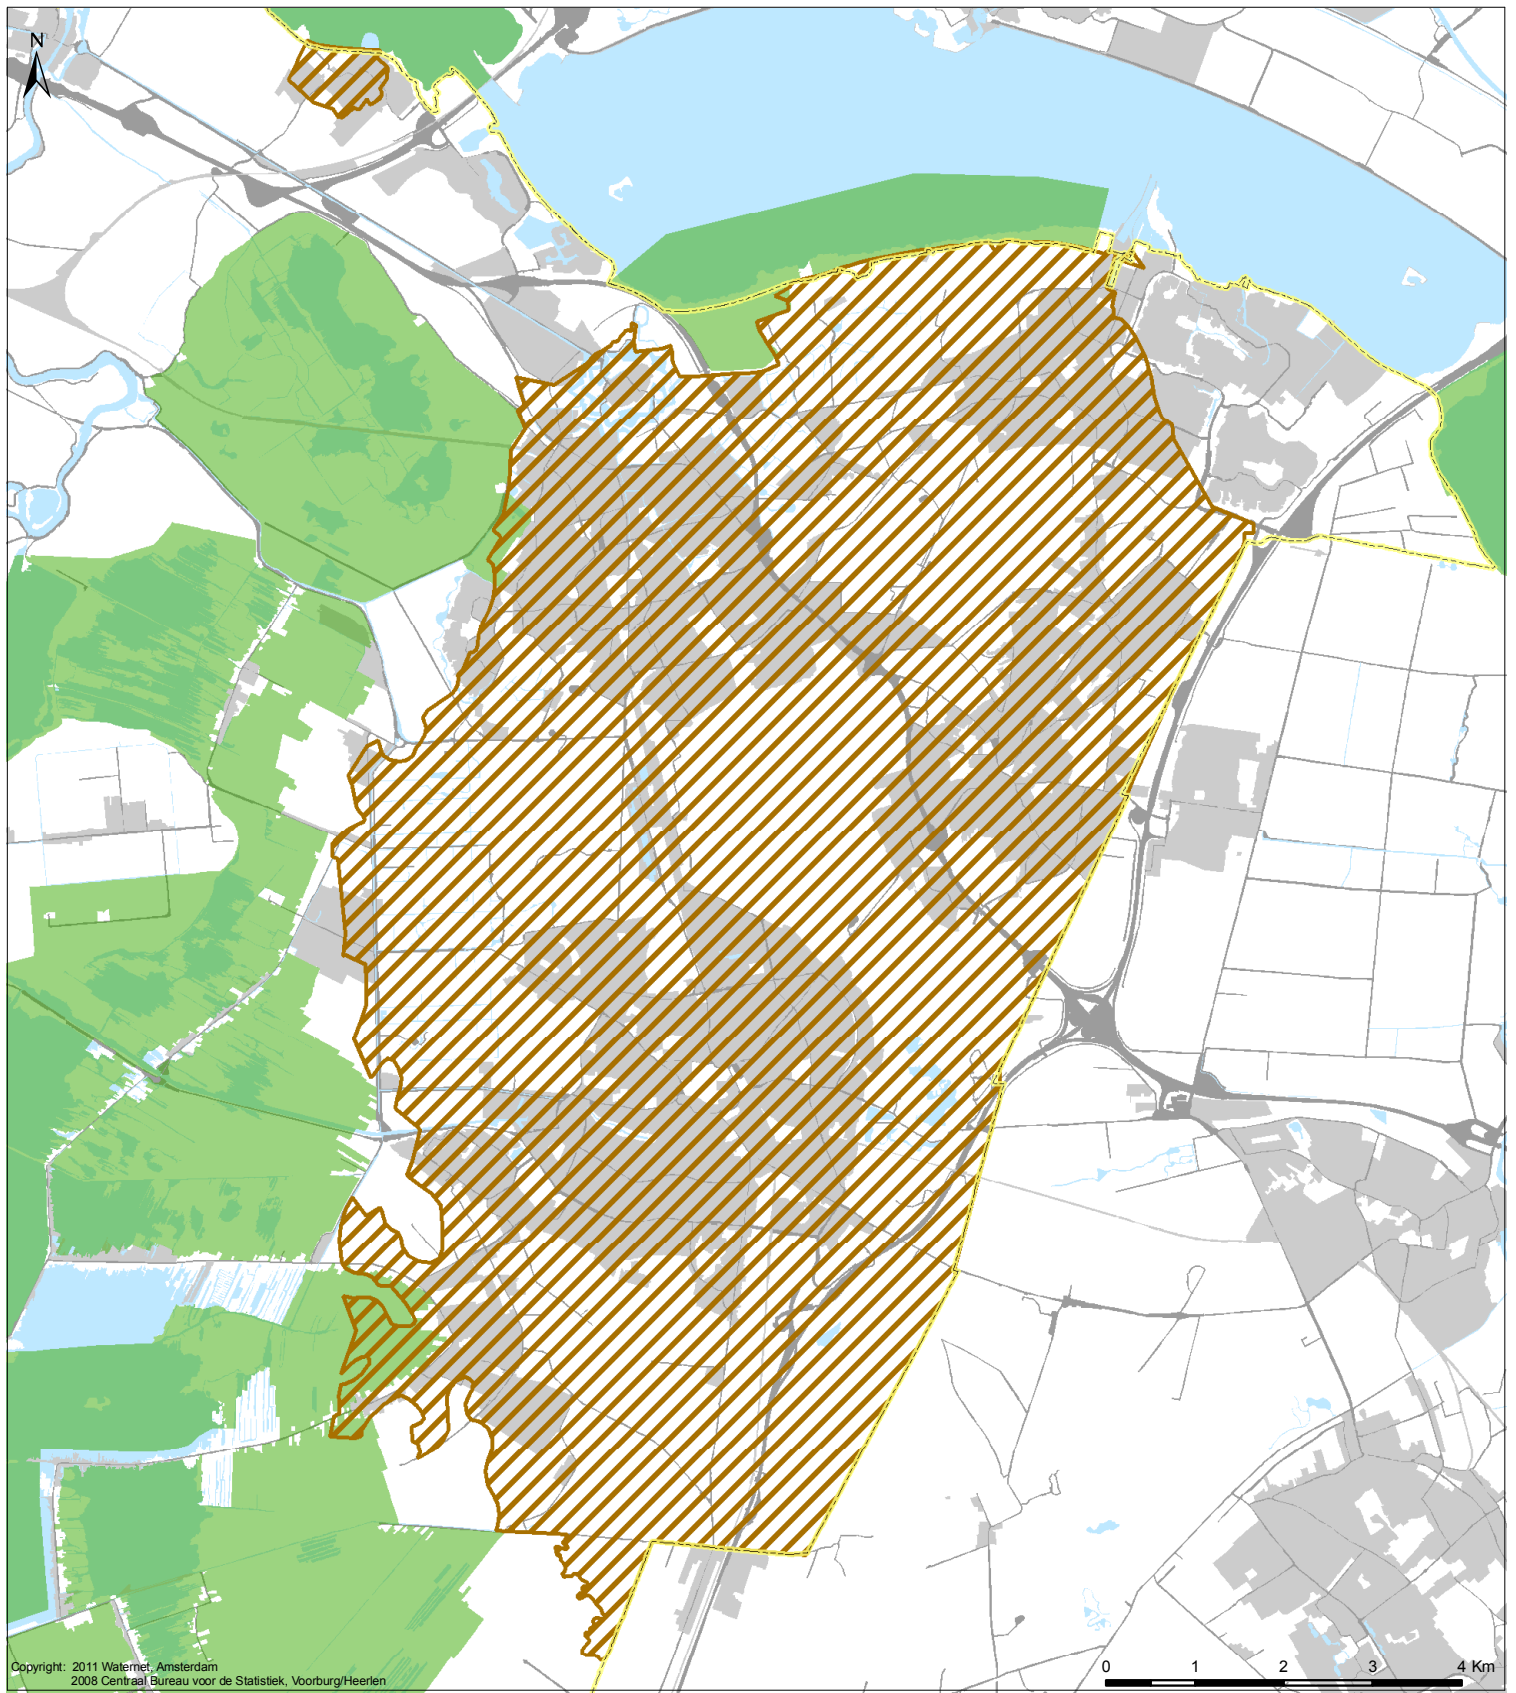 N
Copyright: 2011 Waternet, Amsterdam
2008 Centraal Bureau voor de Statistiek, Voorburg/Heerlen
0 1 2 3 4 Km